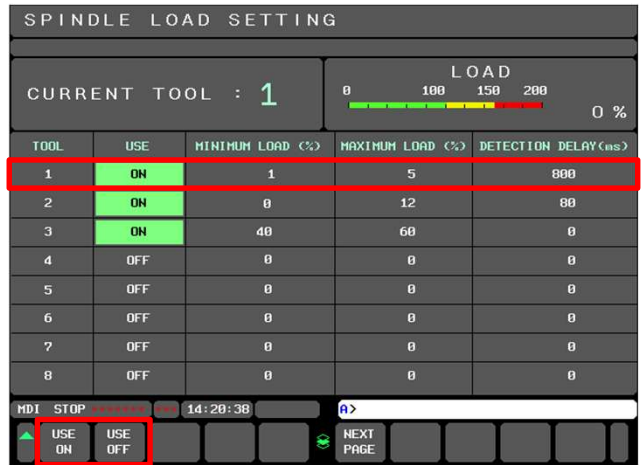 SPINDLE LOAD SETTING
CURRENT TOOL : 1
LOAD
0 100 150 200
0 %
TOOL USE MINIMUM LOAD (%) MAXIMUM LOAD (%) DETECTION DELAY(ms)
1 ON 1 5 800
2 ON 0 12 80
3 ON 40 60 0
4 OFF 0 0 0
5 OFF 0 0 0
6 OFF 0 0 0
7 OFF 0 0 0
8 OFF 0 0 0
MDI STOP ******* *** 14:20:38 A>
USE ON USE OFF NEXT PAGE